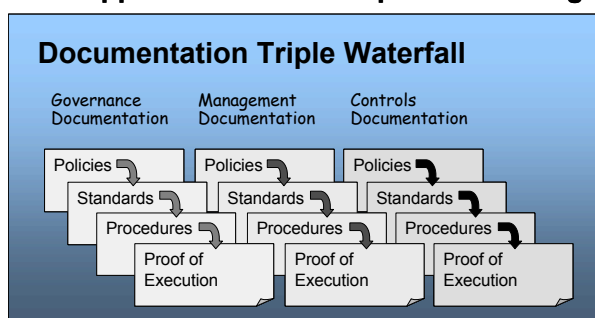 Documentation Triple Waterfall
Governance Documentation
Management Documentation
Controls Documentation
Policies
Standards
Procedures
Proof of Execution
Policies
Standards
Procedures
Proof of Execution
Policies
Standards
Procedures
Proof of Execution